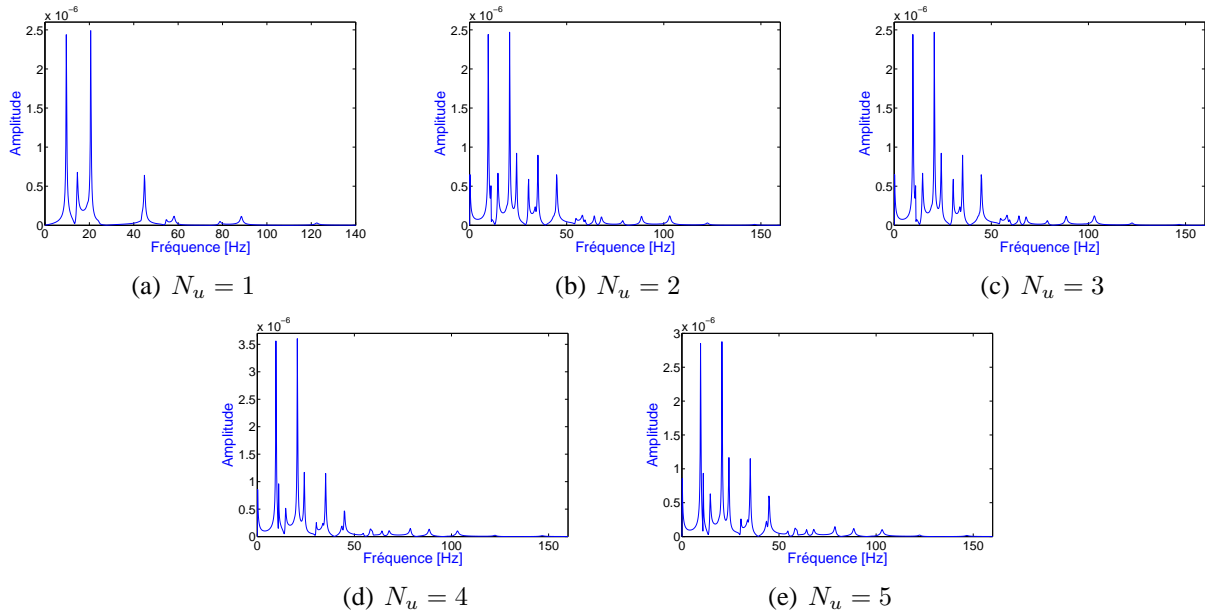 x 10⁻⁶
2.5
2
1.5
1
0.5
0
Amplitude
0 20 40 60 80 100 120 140
Fréquence [Hz]
(a) N_u = 1
x 10⁻⁶
2.5
2
1.5
1
0.5
0
Amplitude
0 50 100 150
Fréquence [Hz]
(b) N_u = 2
x 10⁻⁶
2.5
2
1.5
1
0.5
0
Amplitude
0 50 100 150
Fréquence [Hz]
(c) N_u = 3
x 10⁻⁶
3.5
3
2.5
2
1.5
1
0.5
0
Amplitude
0 50 100 150
Fréquence [Hz]
(d) N_u = 4
x 10⁻⁶
3
2.5
2
1.5
1
0.5
0
Amplitude
0 50 100 150
Fréquence [Hz]
(e) N_u = 5